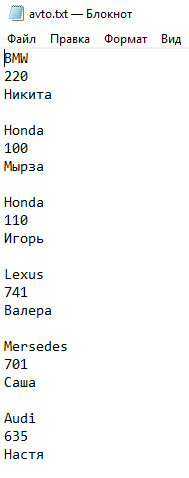 avto.txt — Блокнот
Файл Правка Формат Вид
BMW
220
Никита
Honda
100
Мырза
Honda
110
Игорь
Lexus
741
Валера
Mersedes
701
Саша
Audi
635
Настя